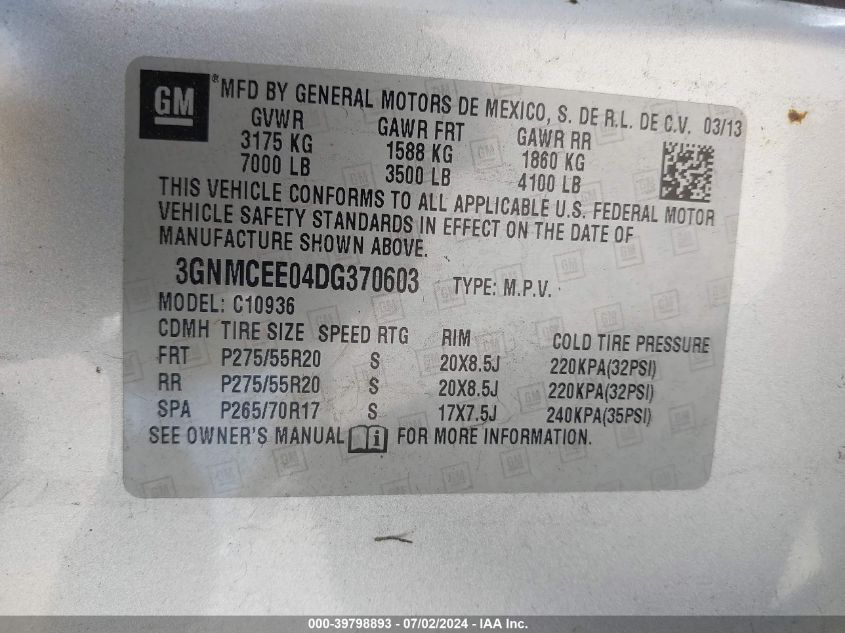 GM ® MFD BY GENERAL MOTORS DE MEXICO, S. DE R.L. DE C.V. 03/13
GVWR GAWR FRT GAWR RR
3175 KG 1588 KG 1860 KG
7000 LB 3500 LB 4100 LB
THIS VEHICLE CONFORMS TO ALL APPLICABLE U.S. FEDERAL MOTOR
VEHICLE SAFETY STANDARDS IN EFFECT ON THE DATE OF
MANUFACTURE SHOWN ABOVE.
3GNMCEE04DG370603 TYPE: M.P.V.
MODEL: C10936
CDMH TIRE SIZE SPEED RTG RIM COLD TIRE PRESSURE
FRT P275/55R20 S 20X8.5J 220KPA(32PSI)
RR P275/55R20 S 20X8.5J 220KPA(32PSI)
SPA P265/70R17 S 17X7.5J 240KPA(35PSI)
SEE OWNER'S MANUAL FOR MORE INFORMATION.
000-39798893 - 07/02/2024 - IAA Inc.